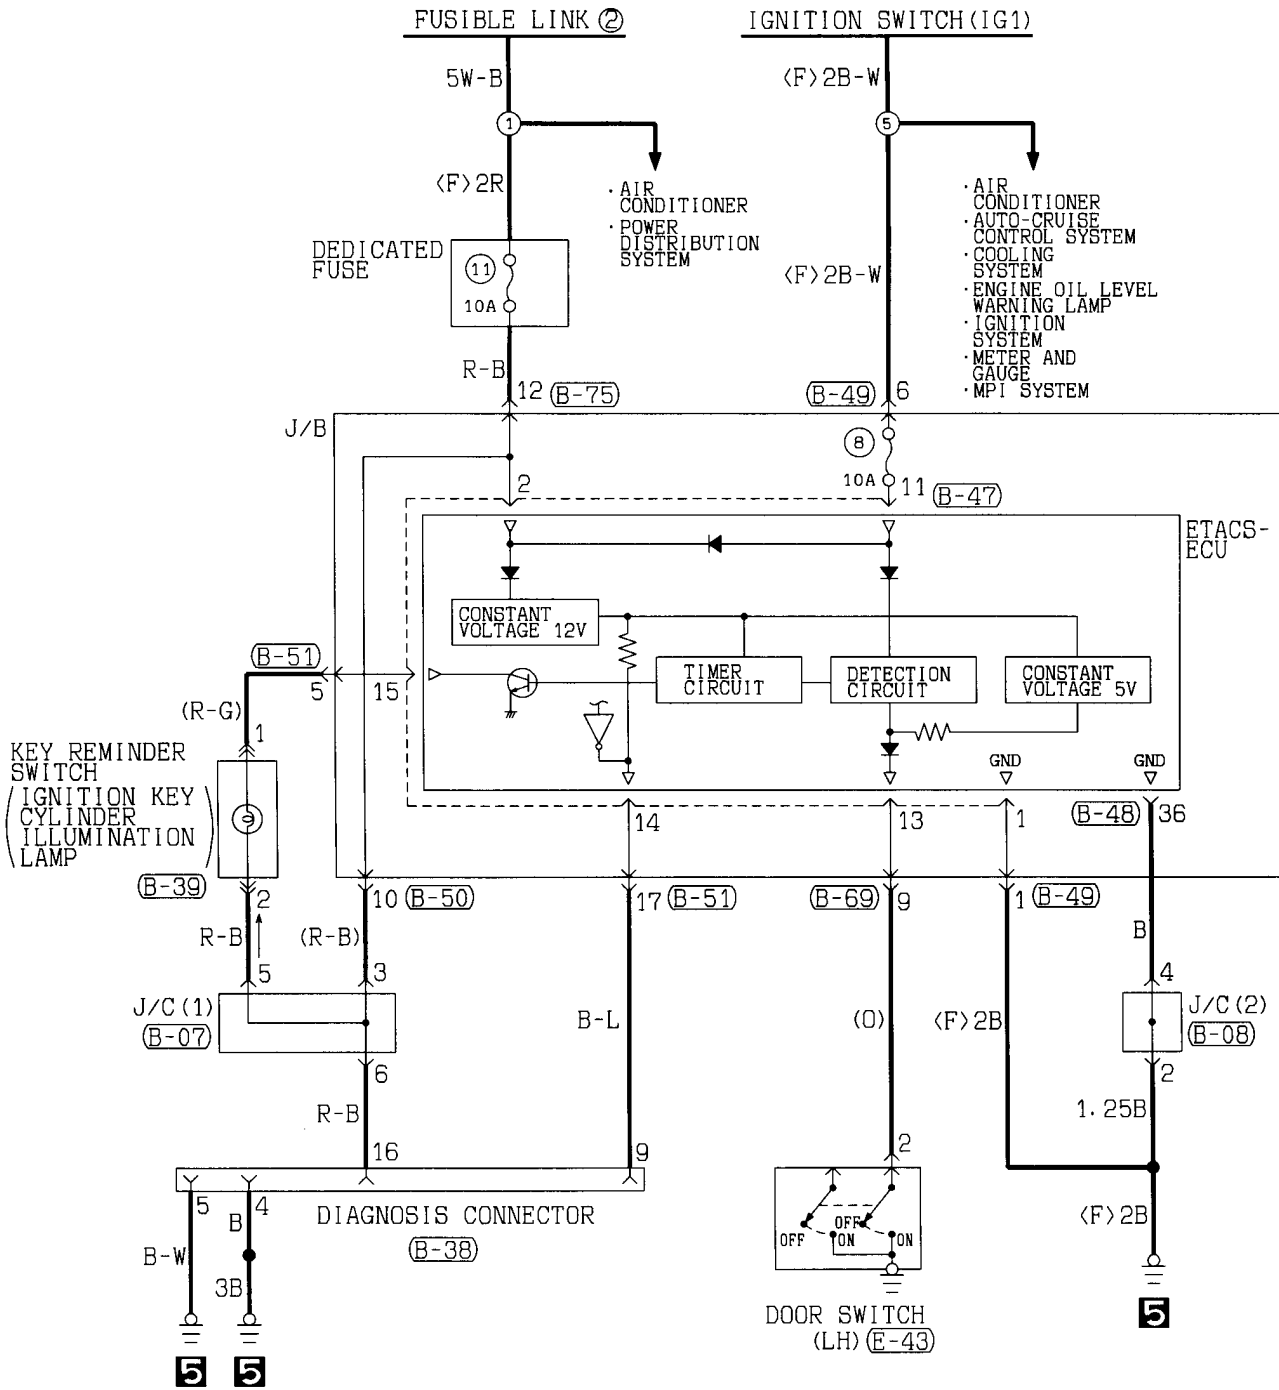 FUSIBLE LINK ②
IGNITION SWITCH(IG1)
5W-B
〈F〉2B-W
1
5
〈F〉2R
· AIR
CONDITIONER
· POWER
DISTRIBUTION
SYSTEM
· AIR
CONDITIONER
· AUTO-CRUISE
CONTROL SYSTEM
· COOLING
SYSTEM
· ENGINE OIL LEVEL
WARNING LAMP
· IGNITION
SYSTEM
· METER AND
GAUGE
· MPI SYSTEM
DEDICATED
FUSE
11
10A
〈F〉2B-W
R-B
12
B-75
B-49
6
J/B
8
10A
2
11
B-47
ETACS-
ECU
CONSTANT
VOLTAGE 12V
TIMER
CIRCUIT
DETECTION
CIRCUIT
CONSTANT
VOLTAGE 5V
B-51
5
15
(R-G)
1
KEY REMINDER
SWITCH
(IGNITION KEY
CYLINDER
ILLUMINATION
LAMP)
GND
GND
14
13
1
B-48
36
B-39
2
10
B-50
17
B-51
B-69
9
1
B-49
R-B
(R-B)
B
5
3
4
J/C(1)
B-07
B-L
(O)
〈F〉2B
J/C(2)
B-08
6
2
R-B
1.25B
16
9
2
5
4
DIAGNOSIS CONNECTOR
B-38
B
B-W
3B
OFF
OFF
ON
ON
〈F〉2B
DOOR SWITCH
(LH)
E-43
5
5
5